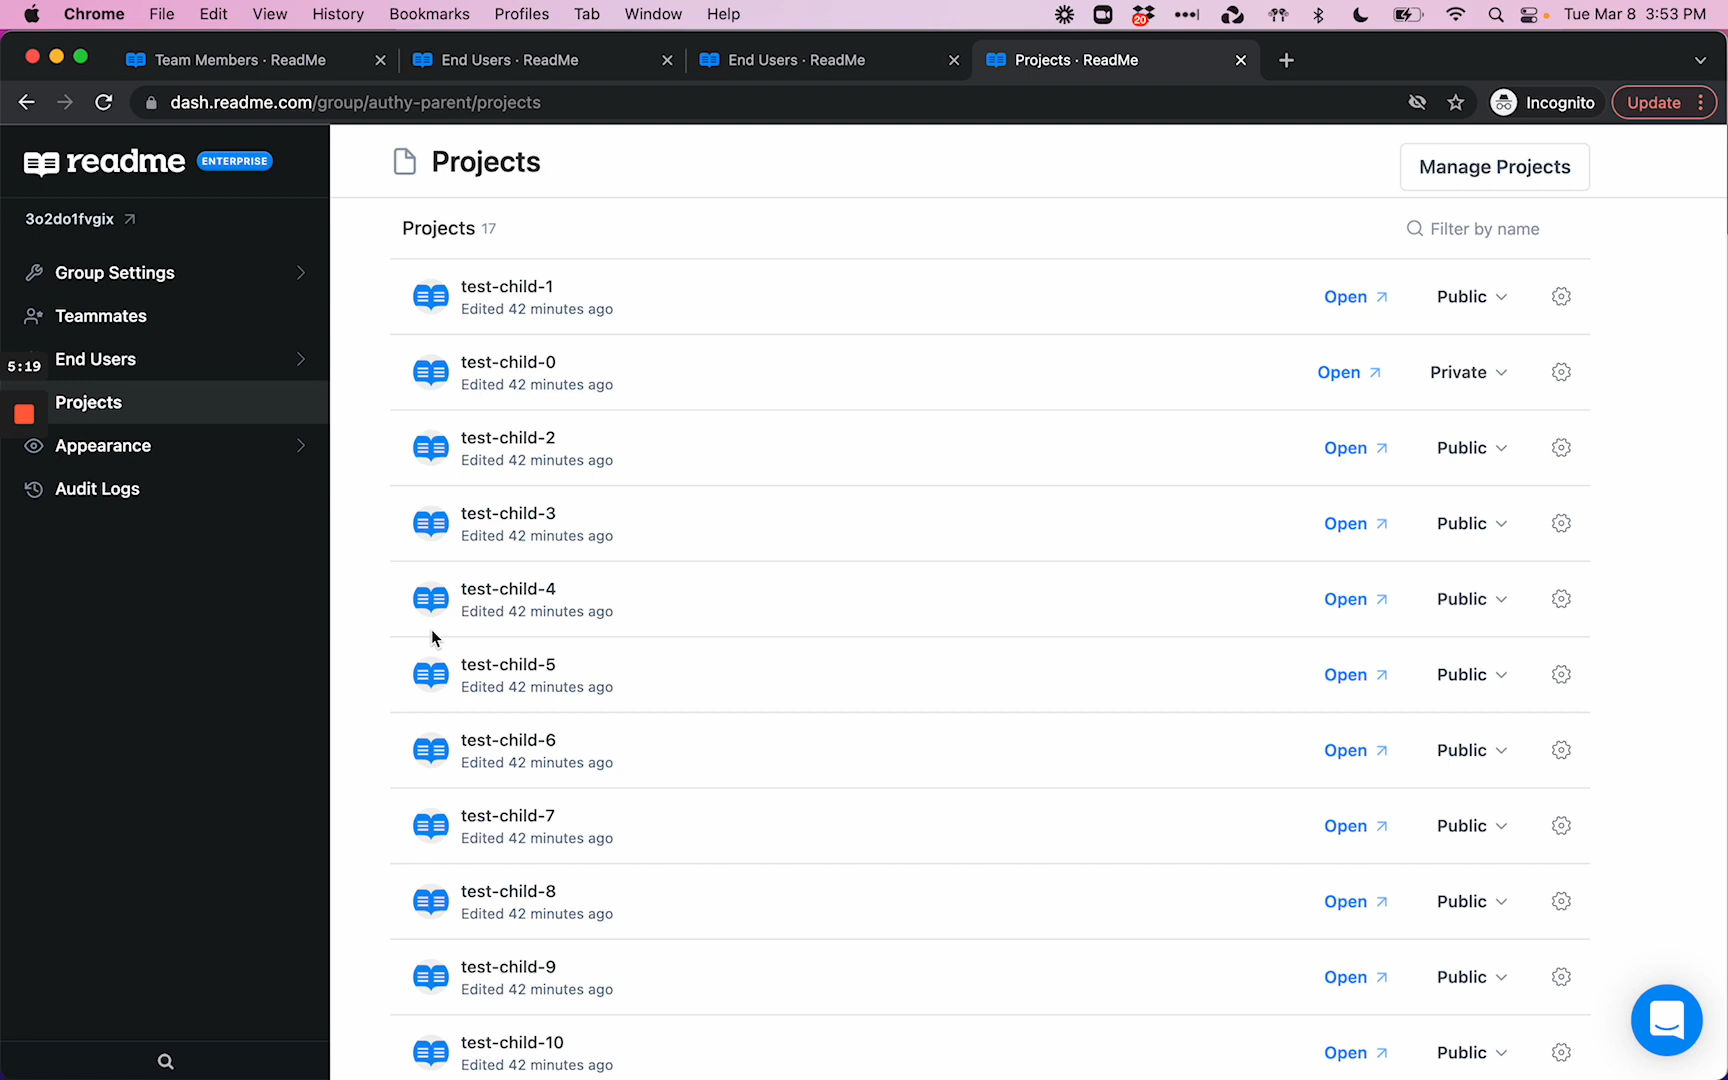 Chrome File Edit View History Bookmarks Profiles Tab Window Help 20 Tue Mar 8 3:53 PM
Team Members · ReadMe End Users · ReadMe End Users · ReadMe Projects · ReadMe
dash.readme.com/group/authy-parent/projects Incognito Update
readme ENTERPRISE
3o2do1fvgix
Group Settings
Teammates
End Users
5:19
Projects
Appearance
Audit Logs
Projects
Manage Projects
Projects 17
Filter by name
test-child-1
Edited 42 minutes ago
Open Public
test-child-0
Edited 42 minutes ago
Open Private
test-child-2
Edited 42 minutes ago
Open Public
test-child-3
Edited 42 minutes ago
Open Public
test-child-4
Edited 42 minutes ago
Open Public
test-child-5
Edited 42 minutes ago
Open Public
test-child-6
Edited 42 minutes ago
Open Public
test-child-7
Edited 42 minutes ago
Open Public
test-child-8
Edited 42 minutes ago
Open Public
test-child-9
Edited 42 minutes ago
Open Public
test-child-10
Edited 42 minutes ago
Open Public